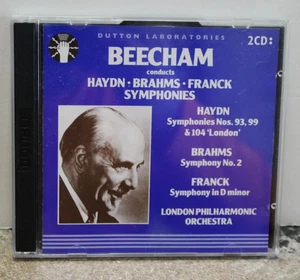 DUTTON LABORATORIES
2CD:
BEECHAM
conducts
HAYDN · BRAHMS · FRANCK
SYMPHONIES
HAYDN
Symphonies Nos. 93, 99
& 104 'London'
BRAHMS
Symphony No. 2
FRANCK
Symphony in D minor
LONDON PHILHARMONIC
ORCHESTRA